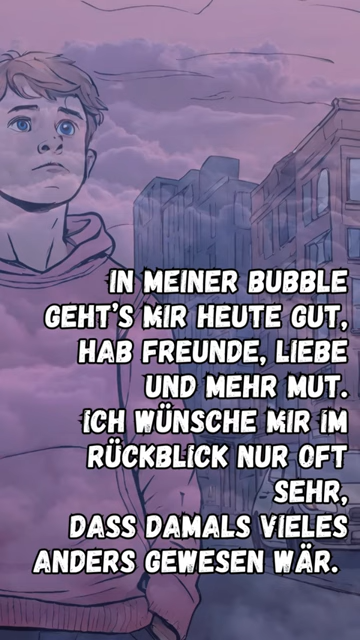 IN MEINER BUBBLE
GEHT'S MIR HEUTE GUT,
HAB FREUNDE, LIEBE
UND MEHR MUT.
ICH WÜNSCHE MIR IM
RÜCKBLICK NUR OFT
SEHR,
DASS DAMALS VIELES
ANDERS GEWESEN WÄR.